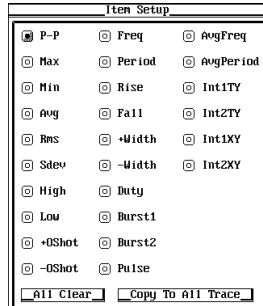 Item Setup
P-P Freq AvgFreq
Max Period AvgPeriod
Min Rise Int1TY
Avg Fall Int2TY
Rms +Width Int1XY
Sdev -Width Int2XY
High Duty
Low Burst1
+OShot Burst2
-OShot Pulse
All Clear Copy To All Trace